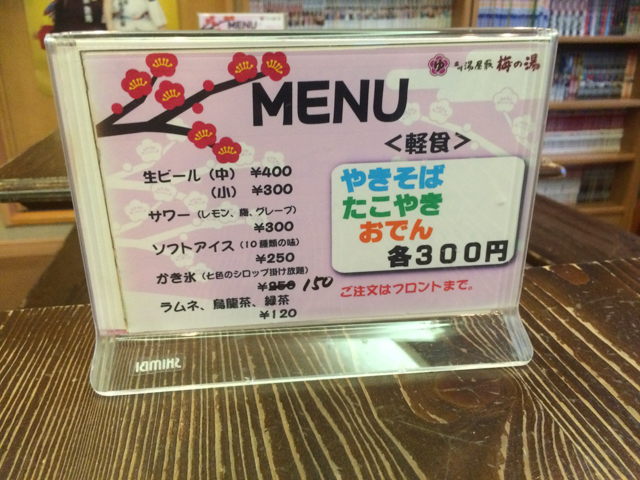 湯屋敷 梅の湯
MENU
<軽食>
生ビール（中） ¥400
（小） ¥300
サワー（レモン、梅、グレープ）
¥300
ソフトアイス（10種類の味）
¥250
かき氷（七色のシロップ掛け放題）
¥250 150
ラムネ、烏龍茶、緑茶
¥120
やきそば
たこやき
おでん
各300円
ご注文はフロントまで。